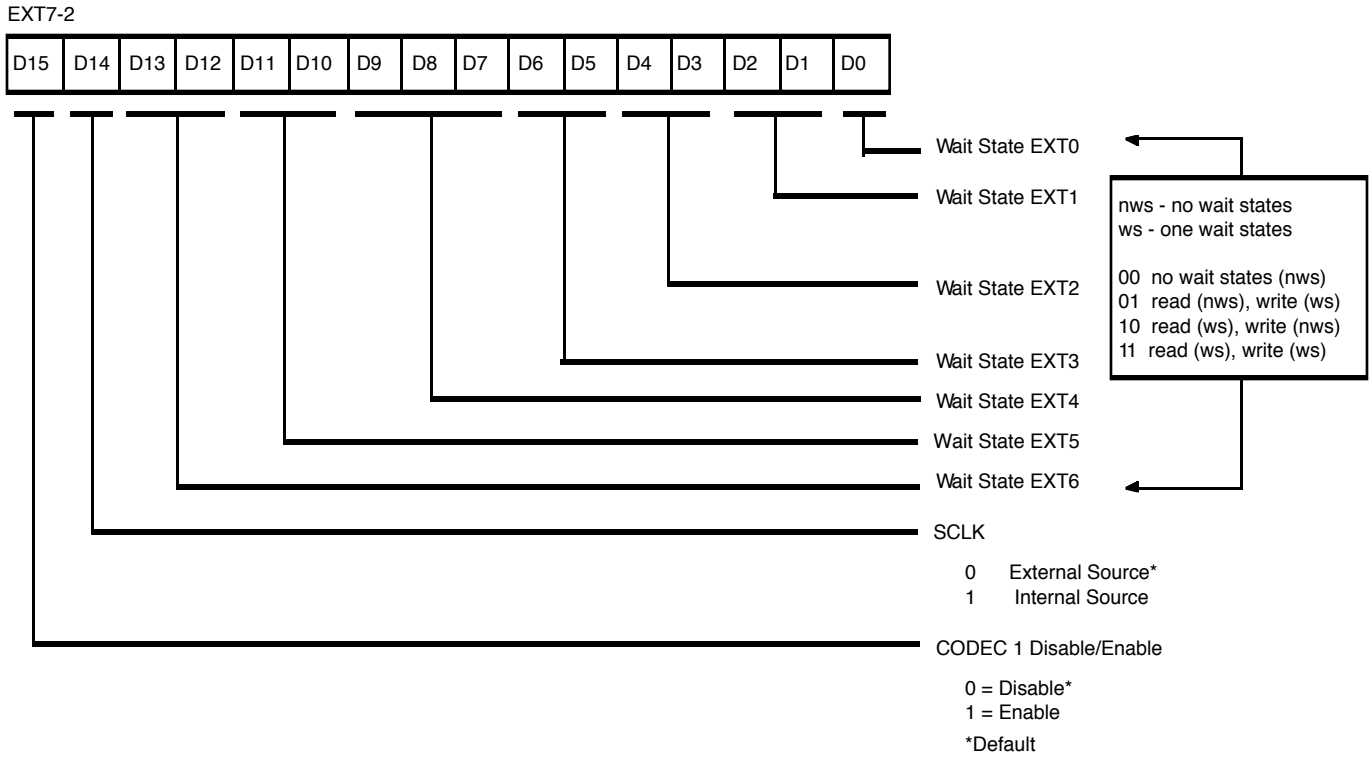 EXT7-2
D15 D14 D13 D12 D11 D10 D9 D8 D7 D6 D5 D4 D3 D2 D1 D0
Wait State EXT0
Wait State EXT1
Wait State EXT2
Wait State EXT3
Wait State EXT4
Wait State EXT5
Wait State EXT6
nws - no wait states
ws - one wait states
00 no wait states (nws)
01 read (nws), write (ws)
10 read (ws), write (nws)
11 read (ws), write (ws)
SCLK
0 External Source*
1 Internal Source
CODEC 1 Disable/Enable
0 = Disable*
1 = Enable
*Default